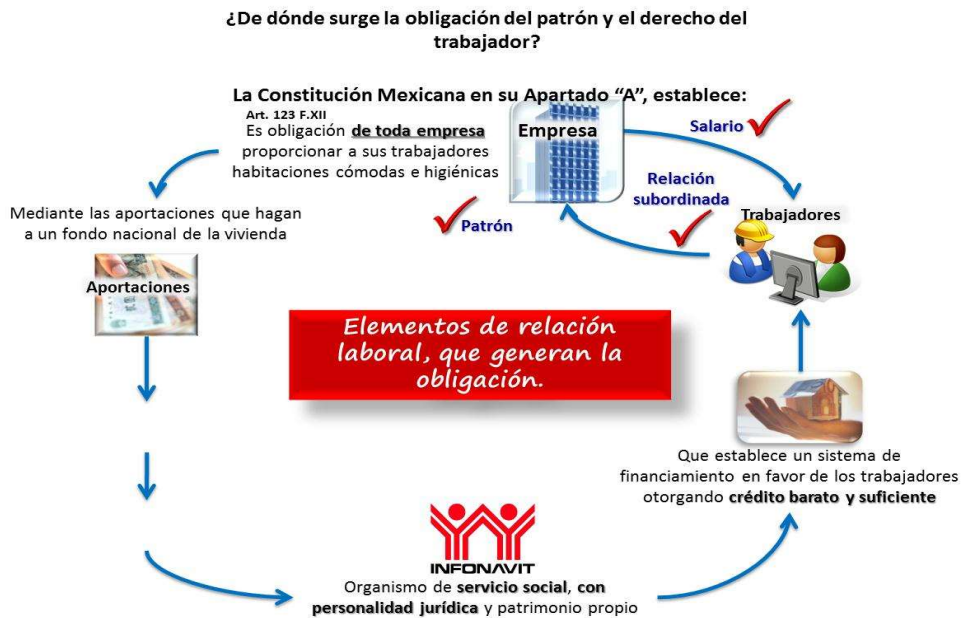 ¿De dónde surge la obligación del patrón y el derecho del
trabajador?
La Constitución Mexicana en su Apartado “A”, establece:
Art. 123 F.XII
Es obligación de toda empresa
proporcionar a sus trabajadores
habitaciones cómodas e higiénicas
Empresa
Salario
Relación
subordinada
Patrón
Trabajadores
Mediante las aportaciones que hagan
a un fondo nacional de la vivienda
Aportaciones
Elementos de relación
laboral, que generan la
obligación.
Que establece un sistema de
financiamiento en favor de los trabajadores
otorgando crédito barato y suficiente
INFONAVIT
Organismo de servicio social, con
personalidad jurídica y patrimonio propio